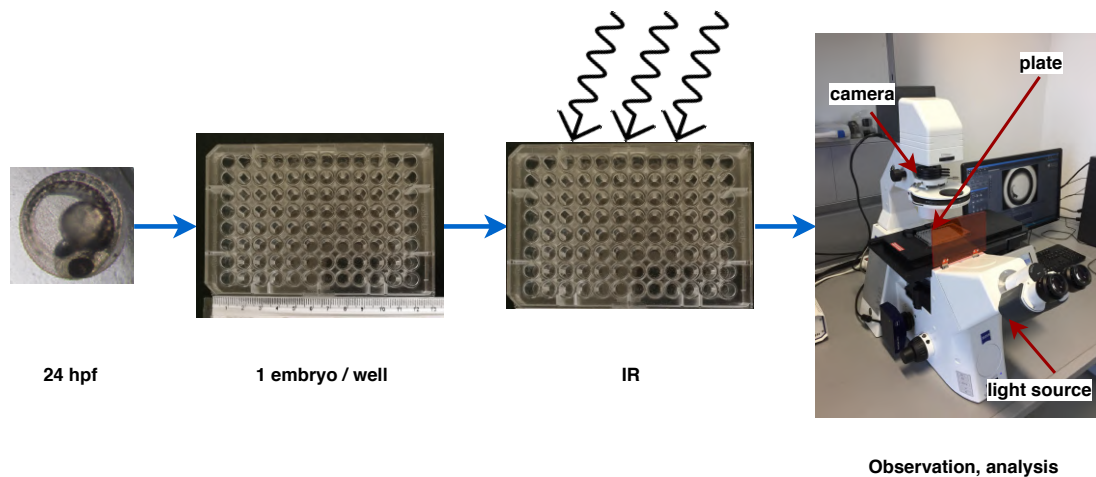 plate
camera
light source
24 hpf
1 embryo / well
IR
Observation, analysis